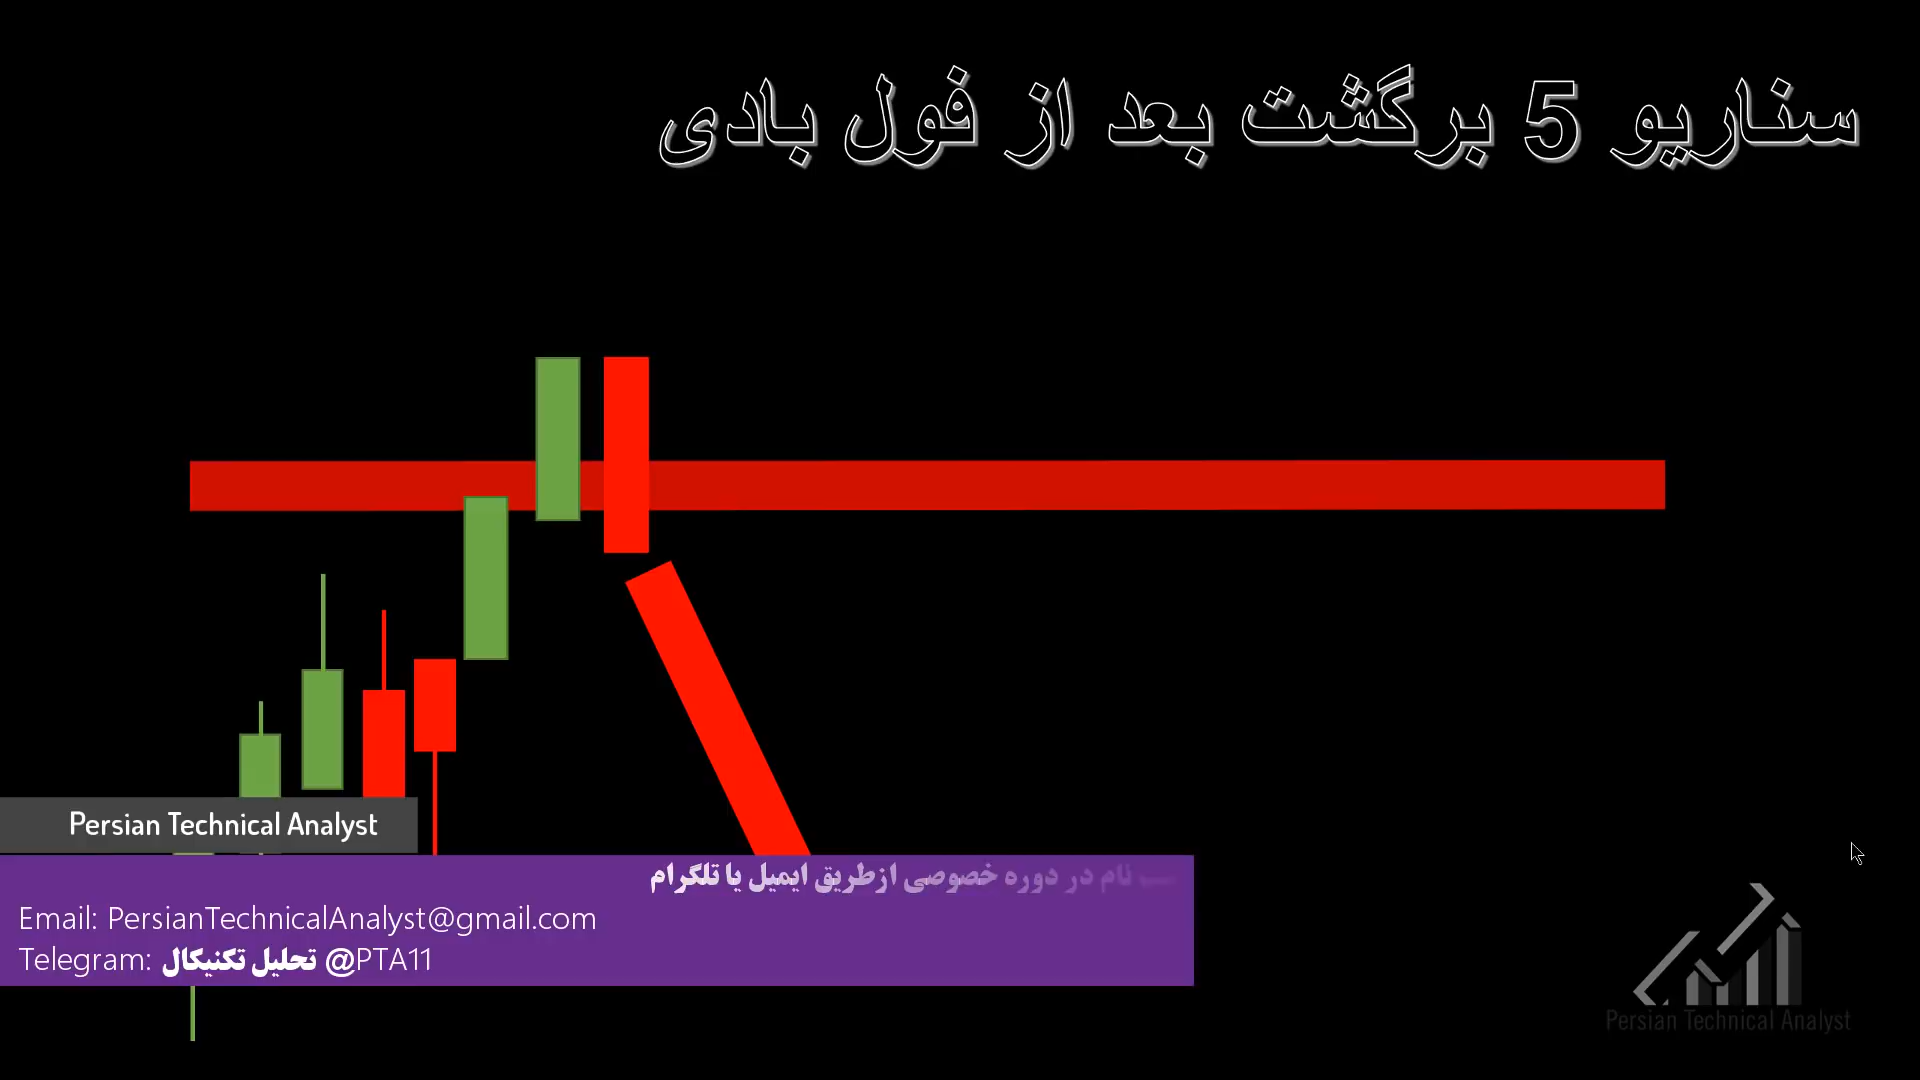 سناریو 5 برگشت بعد از فول بادی
Persian Technical Analyst
نام در دوره خصوصی ازطریق ایمیل یا تلگرام
Email: PersianTechnicalAnalyst@gmail.com
Telegram: تحلیل تکنیکال @PTA11
Persian Technical Analyst